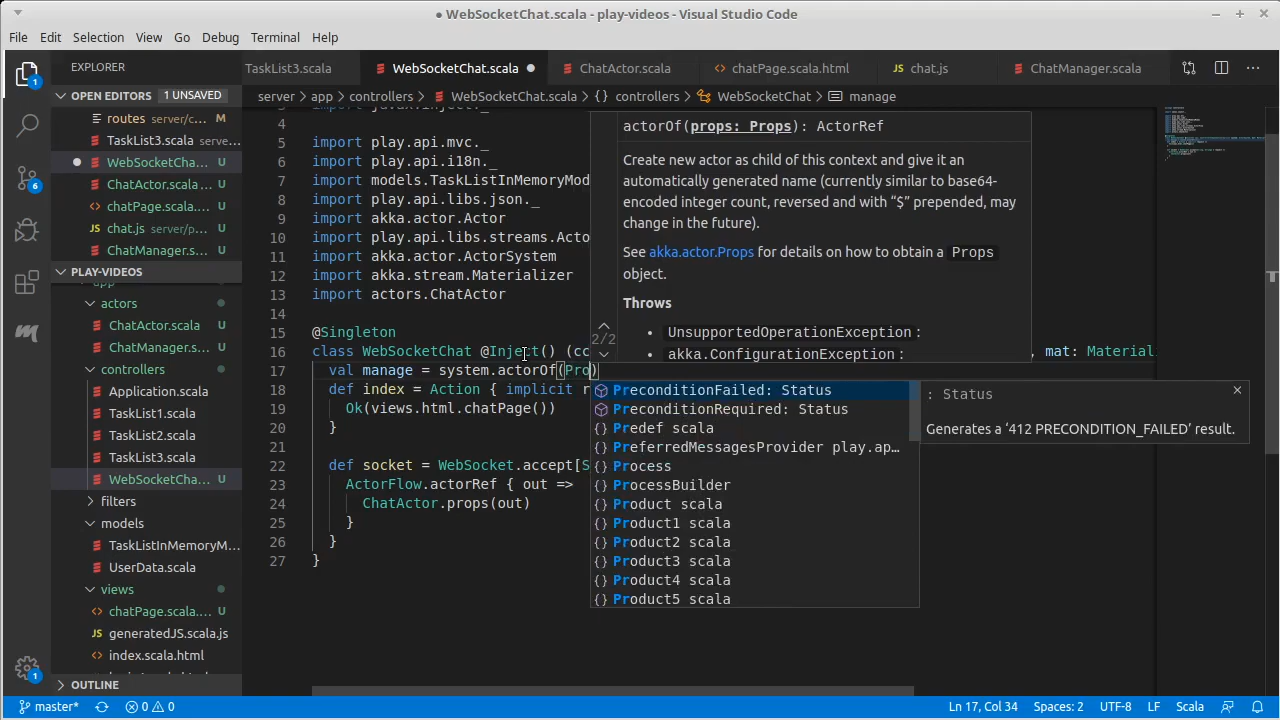 ● WebSocketChat.scala - play-videos - Visual Studio Code
File Edit Selection View Go Debug Terminal Help
EXPLORER
OPEN EDITORS 1 UNSAVED
routes server/c... M
TaskList3.scala serve...
WebSocketCha... U
ChatActor.scala ... U
chatPage.scala.... U
chat.js server/p... U
ChatManager.s... U
PLAY-VIDEOS
actors
ChatActor.scala U
ChatManager.s... U
controllers
Application.scala U
TaskList1.scala U
TaskList2.scala U
TaskList3.scala U
WebSocketCha... U
filters
models
TaskListInMemoryM...
UserData.scala U
views
chatPage.scala... U
generatedJS.scala.js
index.scala.html
OUTLINE
1
6
1
TaskList3.scala WebSocketChat.scala ChatActor.scala chatPage.scala.html chat.js ChatManager.scala
server > app > controllers > WebSocketChat.scala > {} controllers > WebSocketChat > manage
4
5 import play.api.mvc._
6 import play.api.i18n._
7 import models.TaskListInMemoryMod
8 import play.api.libs.json._
9 import akka.actor.Actor
10 import play.api.libs.streams.Acto
11 import akka.actor.ActorSystem
12 import akka.stream.Materializer
13 import actors.ChatActor
14
15 @Singleton
16 class WebSocketChat @Inject() (cc , mat: Materiali
17 val manage = system.actorOf(Pro)
18 def index = Action { implicit r
19 Ok(views.html.chatPage())
20 }
21
22 def socket = WebSocket.accept[S
23 ActorFlow.actorRef { out =>
24 ChatActor.props(out)
25 }
26 }
27 }
actorOf(props: Props): ActorRef
Create new actor as child of this context and give it an
automatically generated name (currently similar to base64-
encoded integer count, reversed and with “$” prepended, may
change in the future).
See akka.actor.Props for details on how to obtain a Props
object.
Throws
2/2
• UnsupportedOperationException:
• akka.ConfigurationException:
PreconditionFailed: Status
PreconditionRequired: Status
Predef scala
PreferredMessagesProvider play.ap…
Process
ProcessBuilder
Product scala
Product1 scala
Product2 scala
Product3 scala
Product4 scala
Product5 scala
: Status
Generates a ‘412 PRECONDITION_FAILED’ result.
master* 0 0 Ln 17, Col 34 Spaces: 2 UTF-8 LF Scala